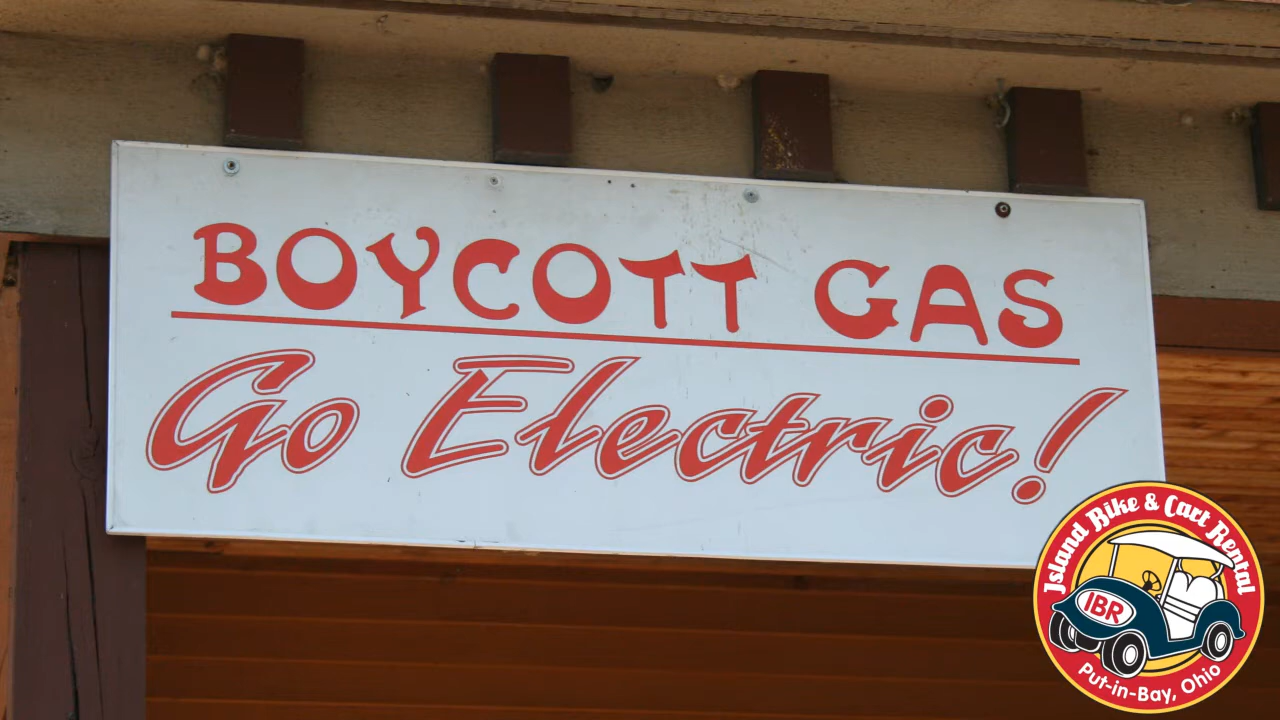 BOYCOTT GAS
Go Electric!
Island Bike & Cart Rental
IBR
Put-in-Bay, Ohio